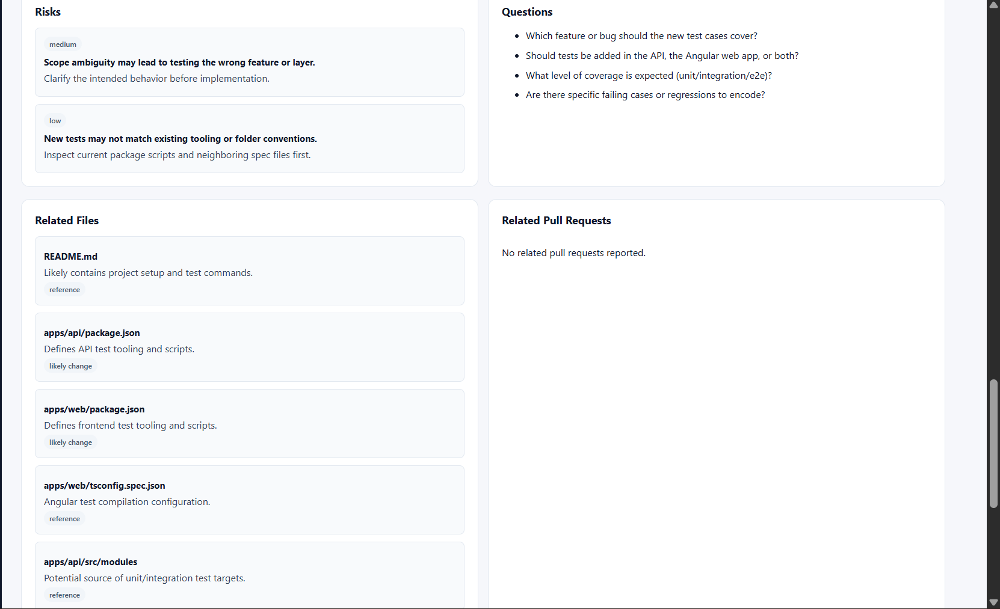 Risks
medium
Scope ambiguity may lead to testing the wrong feature or layer.
Clarify the intended behavior before implementation.
low
New tests may not match existing tooling or folder conventions.
Inspect current package scripts and neighboring spec files first.
Questions
Which feature or bug should the new test cases cover?
Should tests be added in the API, the Angular web app, or both?
What level of coverage is expected (unit/integration/e2e)?
Are there specific failing cases or regressions to encode?
Related Files
README.md
Likely contains project setup and test commands.
reference
apps/api/package.json
Defines API test tooling and scripts.
likely change
apps/web/package.json
Defines frontend test tooling and scripts.
likely change
apps/web/tsconfig.spec.json
Angular test compilation configuration.
reference
apps/api/src/modules
Potential source of unit/integration test targets.
reference
Related Pull Requests
No related pull requests reported.